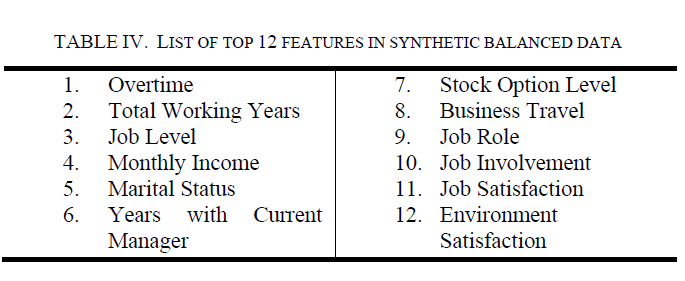 TABLE IV. LIST OF TOP 12 FEATURES IN SYNTHETIC BALANCED DATA
1. Overtime
2. Total Working Years
3. Job Level
4. Monthly Income
5. Marital Status
6. Years with Current
Manager
7. Stock Option Level
8. Business Travel
9. Job Role
10. Job Involvement
11. Job Satisfaction
12. Environment
Satisfaction